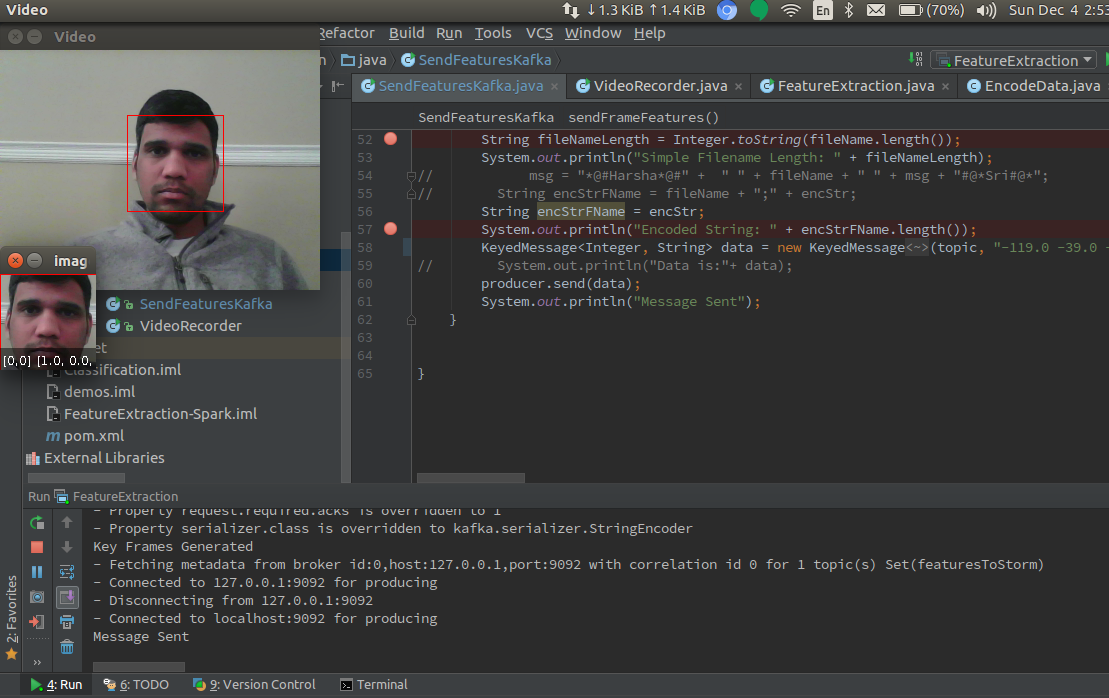 Video
↓1.3 KiB ↑1.4 KiB En (70%) Sun Dec 4 2:53
Video
Refactor Build Run Tools VCS Window Help
java SendFeaturesKafka
FeatureExtraction
SendFeaturesKafka.java VideoRecorder.java FeatureExtraction.java EncodeData.java
SendFeaturesKafka sendFrameFeatures()
52 String fileNameLength = Integer.toString(fileName.length());
53 System.out.println("Simple Filename Length: " + fileNameLength);
54 // msg = "*@#Harsha*@#" + " " + fileName + " " + msg + "#@*Sri#@*";
55 // String encStrFName = fileName + ";" + encStr;
56 String encStrFName = encStr;
57 System.out.println("Encoded String: " + encStrFName.length());
58 KeyedMessage<Integer, String> data = new KeyedMessage<~>(topic, "-119.0 -39.0 -
59 // System.out.println("Data is:"+ data);
60 producer.send(data);
61 System.out.println("Message Sent");
62 }
63
64
65 }
imag
[0,0] [1.0, 0.0,
SendFeaturesKafka
VideoRecorder
et
Classification.iml
demos.iml
FeatureExtraction-Spark.iml
m pom.xml
External Libraries
Run FeatureExtraction
- Property request.required.acks is overridden to 1
- Property serializer.class is overridden to kafka.serializer.StringEncoder
Key Frames Generated
- Fetching metadata from broker id:0,host:127.0.0.1,port:9092 with correlation id 0 for 1 topic(s) Set(featuresToStorm)
- Connected to 127.0.0.1:9092 for producing
- Disconnecting from 127.0.0.1:9092
- Connected to localhost:9092 for producing
Message Sent
2: Favorites
4: Run 6: TODO 9: Version Control Terminal